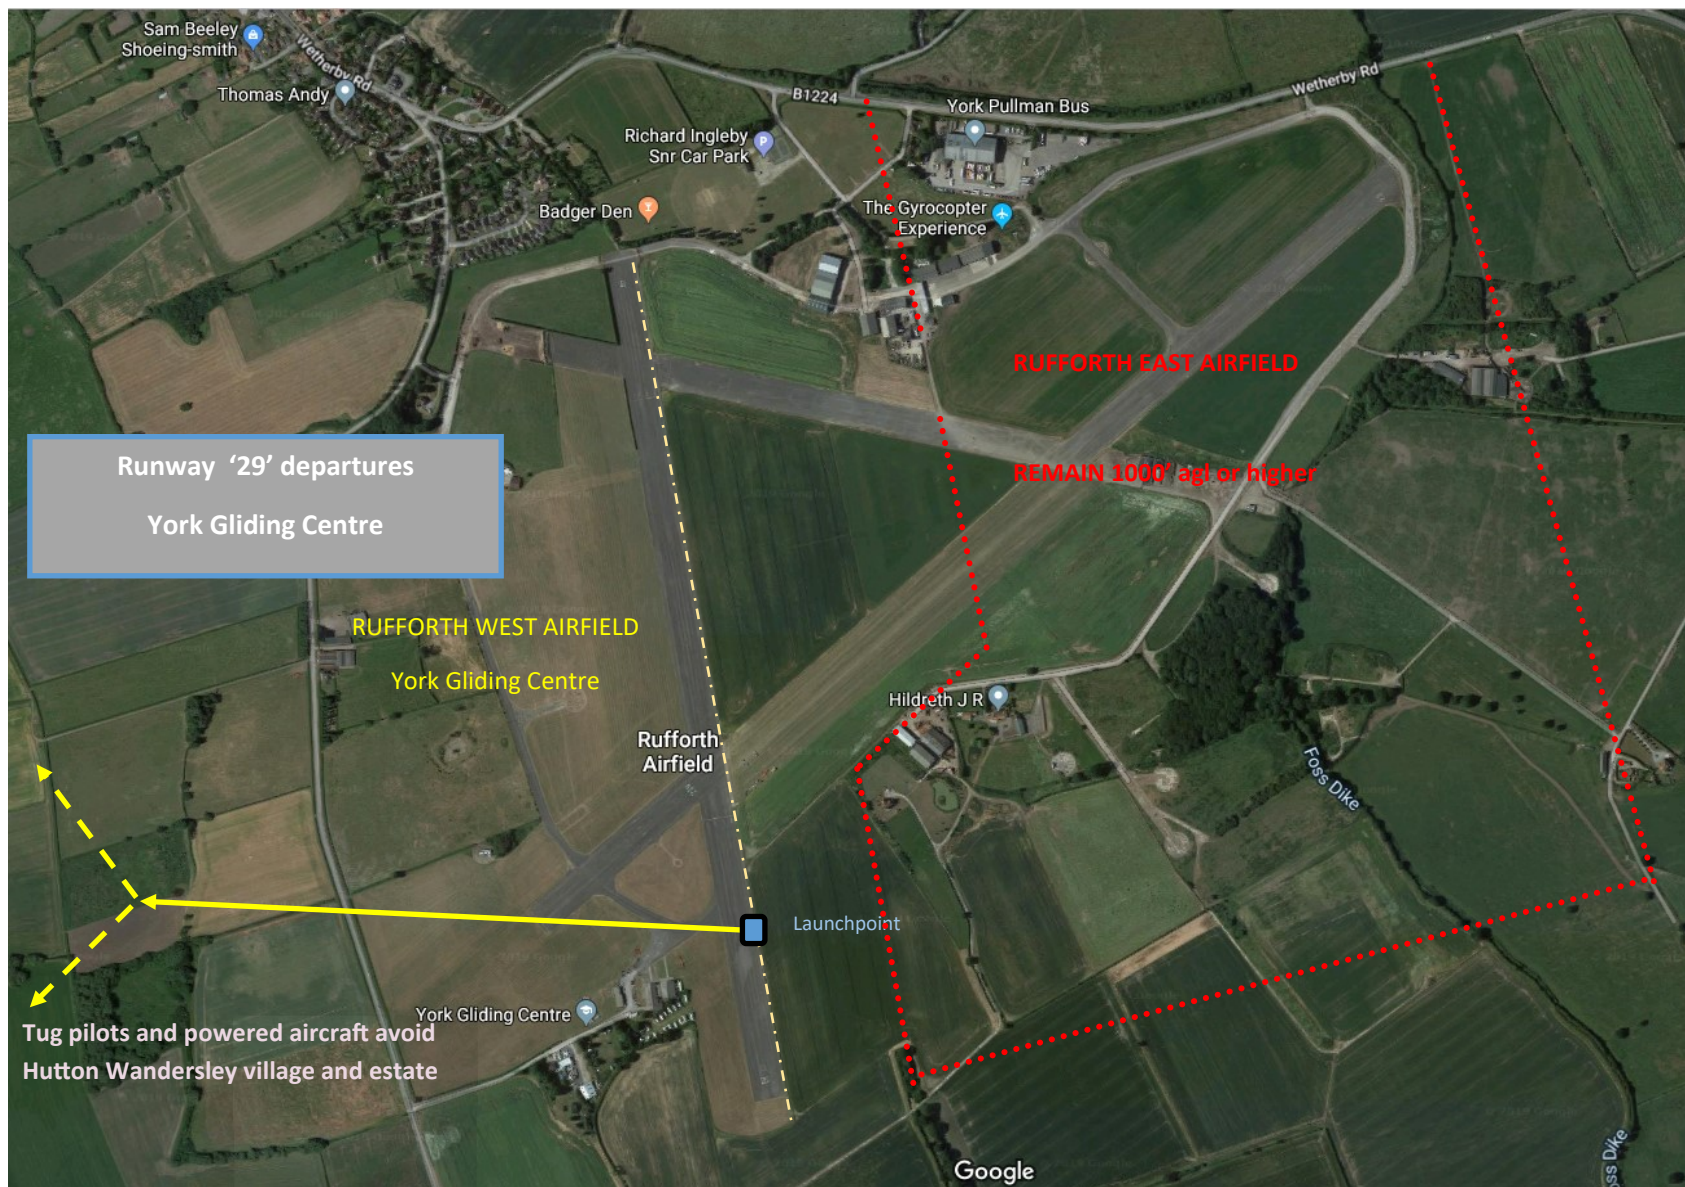 Sam Beeley
Shoeing-smith
Wetherby Rd
Thomas Andy
B1224
York Pullman Bus
Wetherby Rd
Richard Ingleby
Snr Car Park
Badger Den
The Gyrocopter
Experience
RUFFORTH EAST AIRFIELD
REMAIN 1000’ agl or higher
Runway ‘29’ departures
York Gliding Centre
RUFFORTH WEST AIRFIELD
York Gliding Centre
Hildreth J R
Rufforth
Airfield
Foss Dike
Launchpoint
York Gliding Centre
Tug pilots and powered aircraft avoid
Hutton Wandersley village and estate
Google
ss Dike